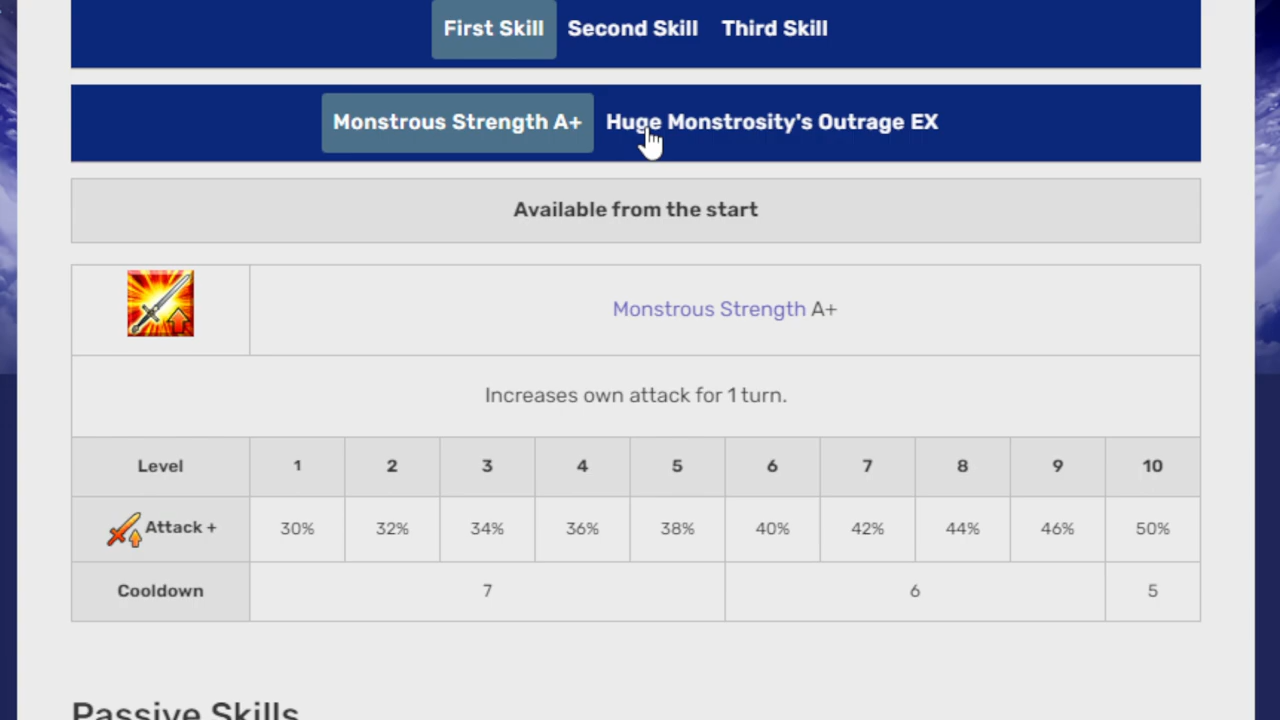 First Skill Second Skill Third Skill
Monstrous Strength A+ Huge Monstrosity's Outrage EX
Available from the start
Monstrous Strength A+
Increases own attack for 1 turn.
Level 1 2 3 4 5 6 7 8 9 10
Attack + 30% 32% 34% 36% 38% 40% 42% 44% 46% 50%
Cooldown 7 6 5
Passive Skills